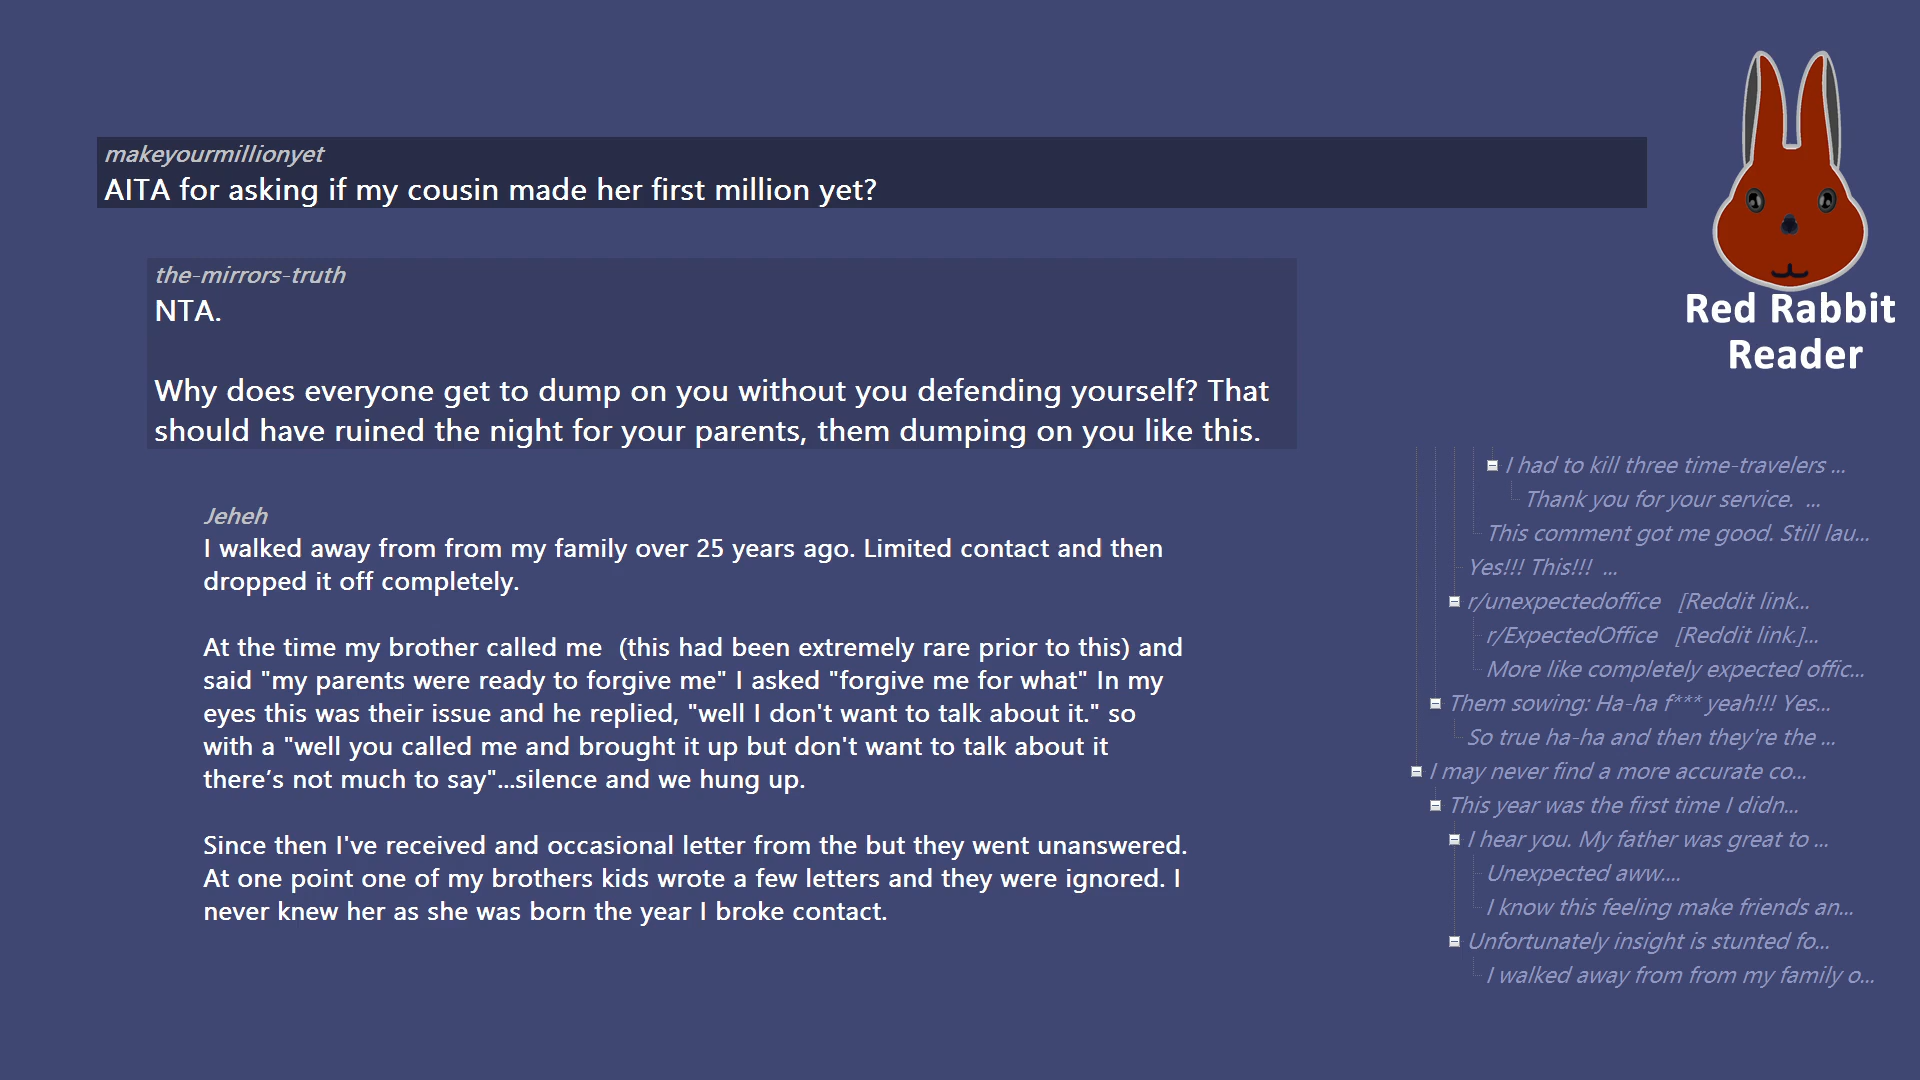 makeyourmillionyet
AITA for asking if my cousin made her first million yet?
the-mirrors-truth
NTA.
Why does everyone get to dump on you without you defending yourself? That
should have ruined the night for your parents, them dumping on you like this.
Jeheh
I walked away from from my family over 25 years ago. Limited contact and then
dropped it off completely.
At the time my brother called me  (this had been extremely rare prior to this) and
said "my parents were ready to forgive me" I asked "forgive me for what" In my
eyes this was their issue and he replied, "well I don't want to talk about it." so
with a "well you called me and brought it up but don't want to talk about it
there’s not much to say"...silence and we hung up.
Since then I've received and occasional letter from the but they went unanswered.
At one point one of my brothers kids wrote a few letters and they were ignored. I
never knew her as she was born the year I broke contact.
Red Rabbit
Reader
I had to kill three time-travelers ...
Thank you for your service.  ...
This comment got me good. Still lau...
Yes!!! This!!!  ...
r/unexpectedoffice   [Reddit link...
r/ExpectedOffice   [Reddit link.]...
More like completely expected offic...
Them sowing: Ha-ha f*** yeah!!! Yes...
So true ha-ha and then they're the ...
I may never find a more accurate co...
This year was the first time I didn...
I hear you. My father was great to ...
Unexpected aww....
I know this feeling make friends an...
Unfortunately insight is stunted fo...
I walked away from from my family o...